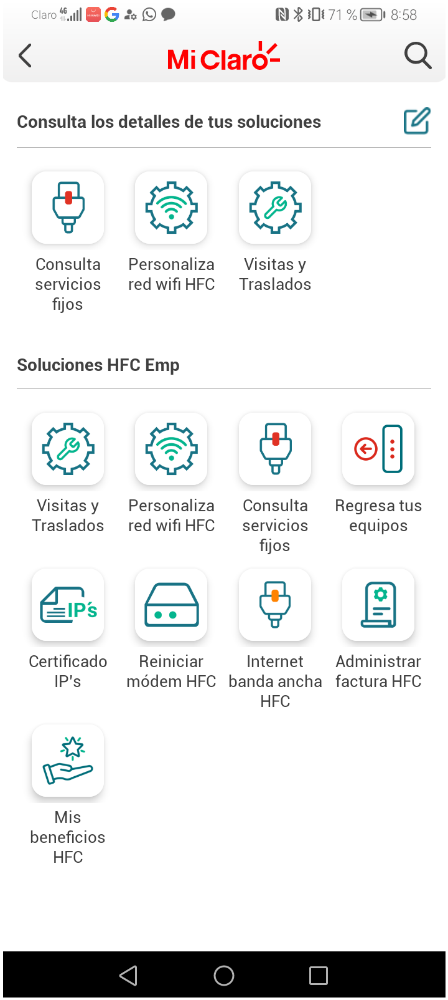 Claro 4G 71 % 8:58
Mi Claro
Consulta los detalles de tus soluciones
Consulta servicios fijos
Personaliza red wifi HFC
Visitas y Traslados
Soluciones HFC Emp
Visitas y Traslados
Personaliza red wifi HFC
Consulta servicios fijos
Regresa tus equipos
IP's
Certificado IP's
Reiniciar módem HFC
Internet banda ancha HFC
Administrar factura HFC
Mis beneficios HFC